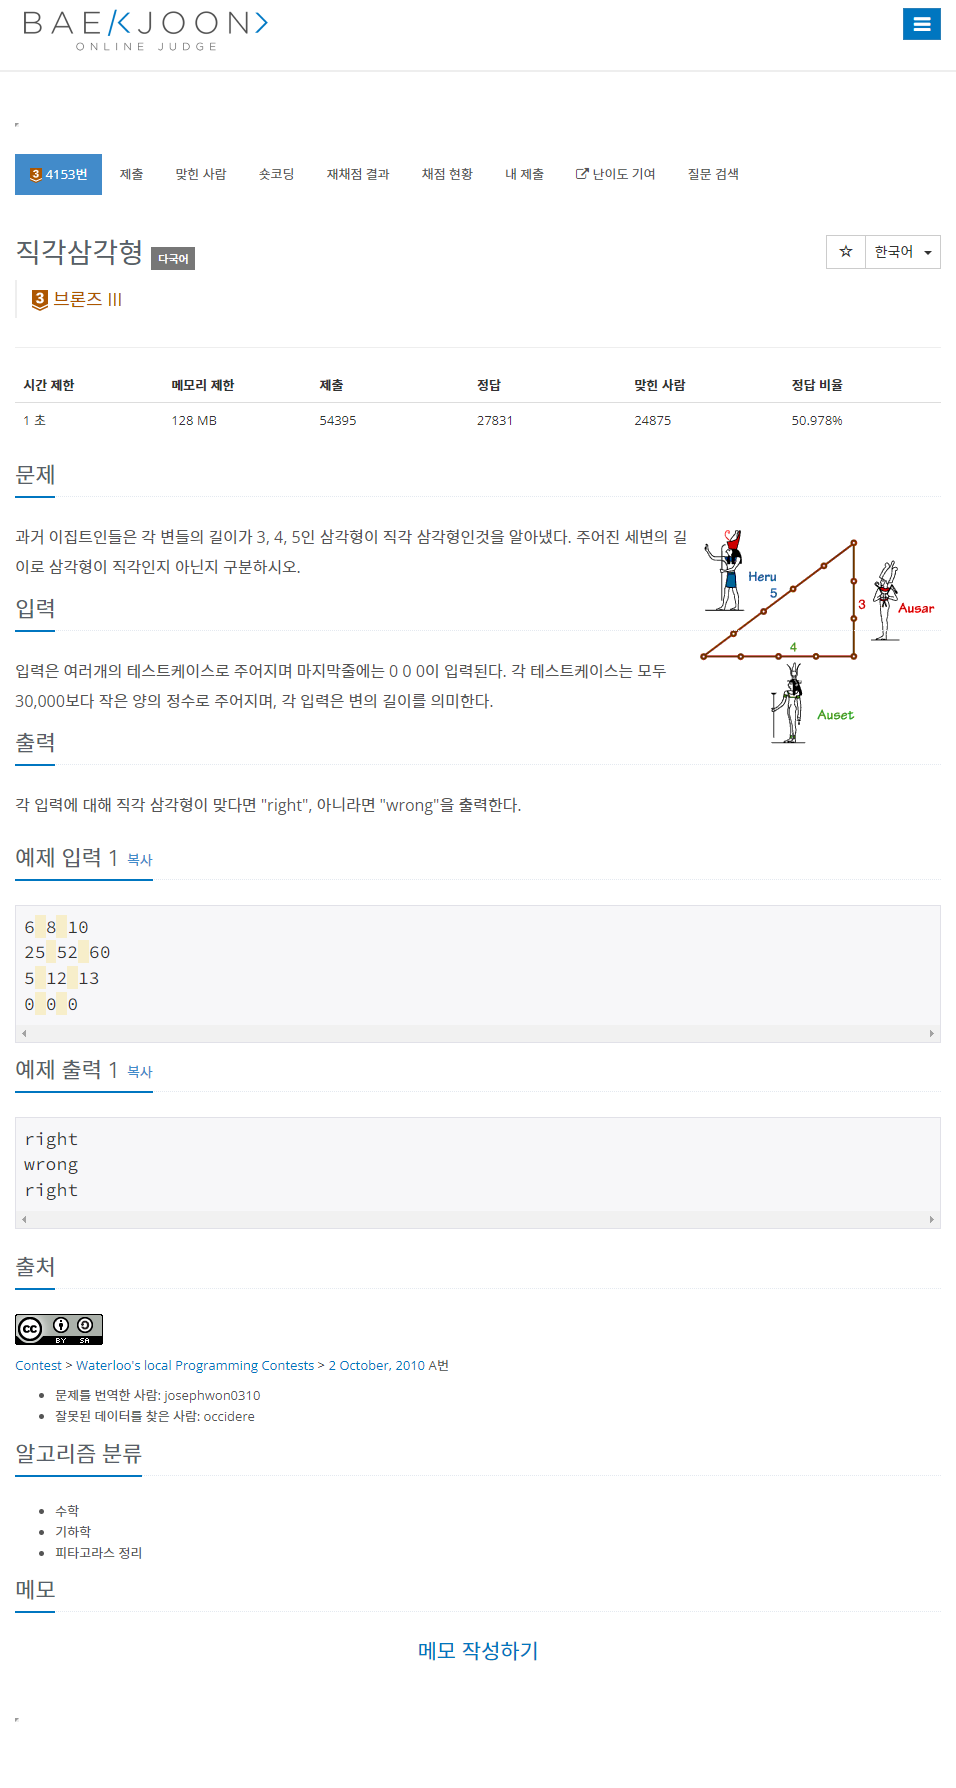 BAEKJOON
ONLINE JUDGE
4153번 제출 맞힌 사람 숏코딩 재채점 결과 채점 현황 내 제출 난이도 기여 질문 검색
직각삼각형 다국어
한국어
3 브론즈 III
시간 제한 메모리 제한 제출 정답 맞힌 사람 정답 비율
1 초 128 MB 54395 27831 24875 50.978%
문제
과거 이집트인들은 각 변들의 길이가 3, 4, 5인 삼각형이 직각 삼각형인것을 알아냈다. 주어진 세변의 길
이로 삼각형이 직각인지 아닌지 구분하시오.
Heru
5
3
Ausar
4
Auset
입력
입력은 여러개의 테스트케이스로 주어지며 마지막줄에는 0 0 0이 입력된다. 각 테스트케이스는 모두
30,000보다 작은 양의 정수로 주어지며, 각 입력은 변의 길이를 의미한다.
출력
각 입력에 대해 직각 삼각형이 맞다면 "right", 아니라면 "wrong"을 출력한다.
예제 입력 1 복사
6 8 10
25 52 60
5 12 13
0 0 0
예제 출력 1 복사
right
wrong
right
출처
cc BY SA
Contest > Waterloo's local Programming Contests > 2 October, 2010 A번
문제를 번역한 사람: josephwon0310
잘못된 데이터를 찾은 사람: occidere
알고리즘 분류
수학
기하학
피타고라스 정리
메모
메모 작성하기